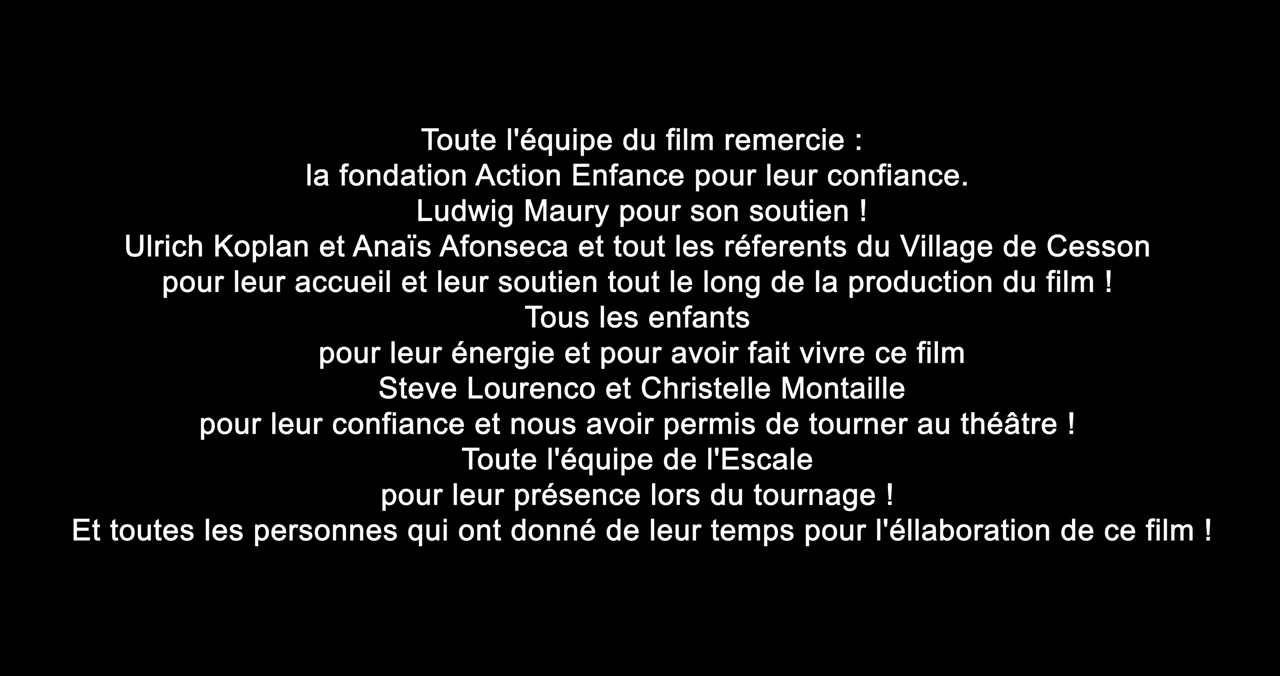 Toute l'équipe du film remercie :
la fondation Action Enfance pour leur confiance.
Ludwig Maury pour son soutien !
Ulrich Koplan et Anaïs Afonseca et tout les réferents du Village de Cesson
pour leur accueil et leur soutien tout le long de la production du film !
Tous les enfants
pour leur énergie et pour avoir fait vivre ce film
Steve Lourenco et Christelle Montaille
pour leur confiance et nous avoir permis de tourner au théâtre !
Toute l'équipe de l'Escale
pour leur présence lors du tournage !
Et toutes les personnes qui ont donné de leur temps pour l'éllaboration de ce film !